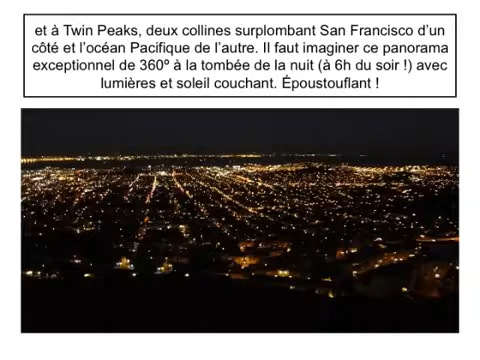 et à Twin Peaks, deux collines surplombant San Francisco d’un
côté et l’océan Pacifique de l’autre. Il faut imaginer ce panorama
exceptionnel de 360º à la tombée de la nuit (à 6h du soir !) avec
lumières et soleil couchant. Époustouflant !